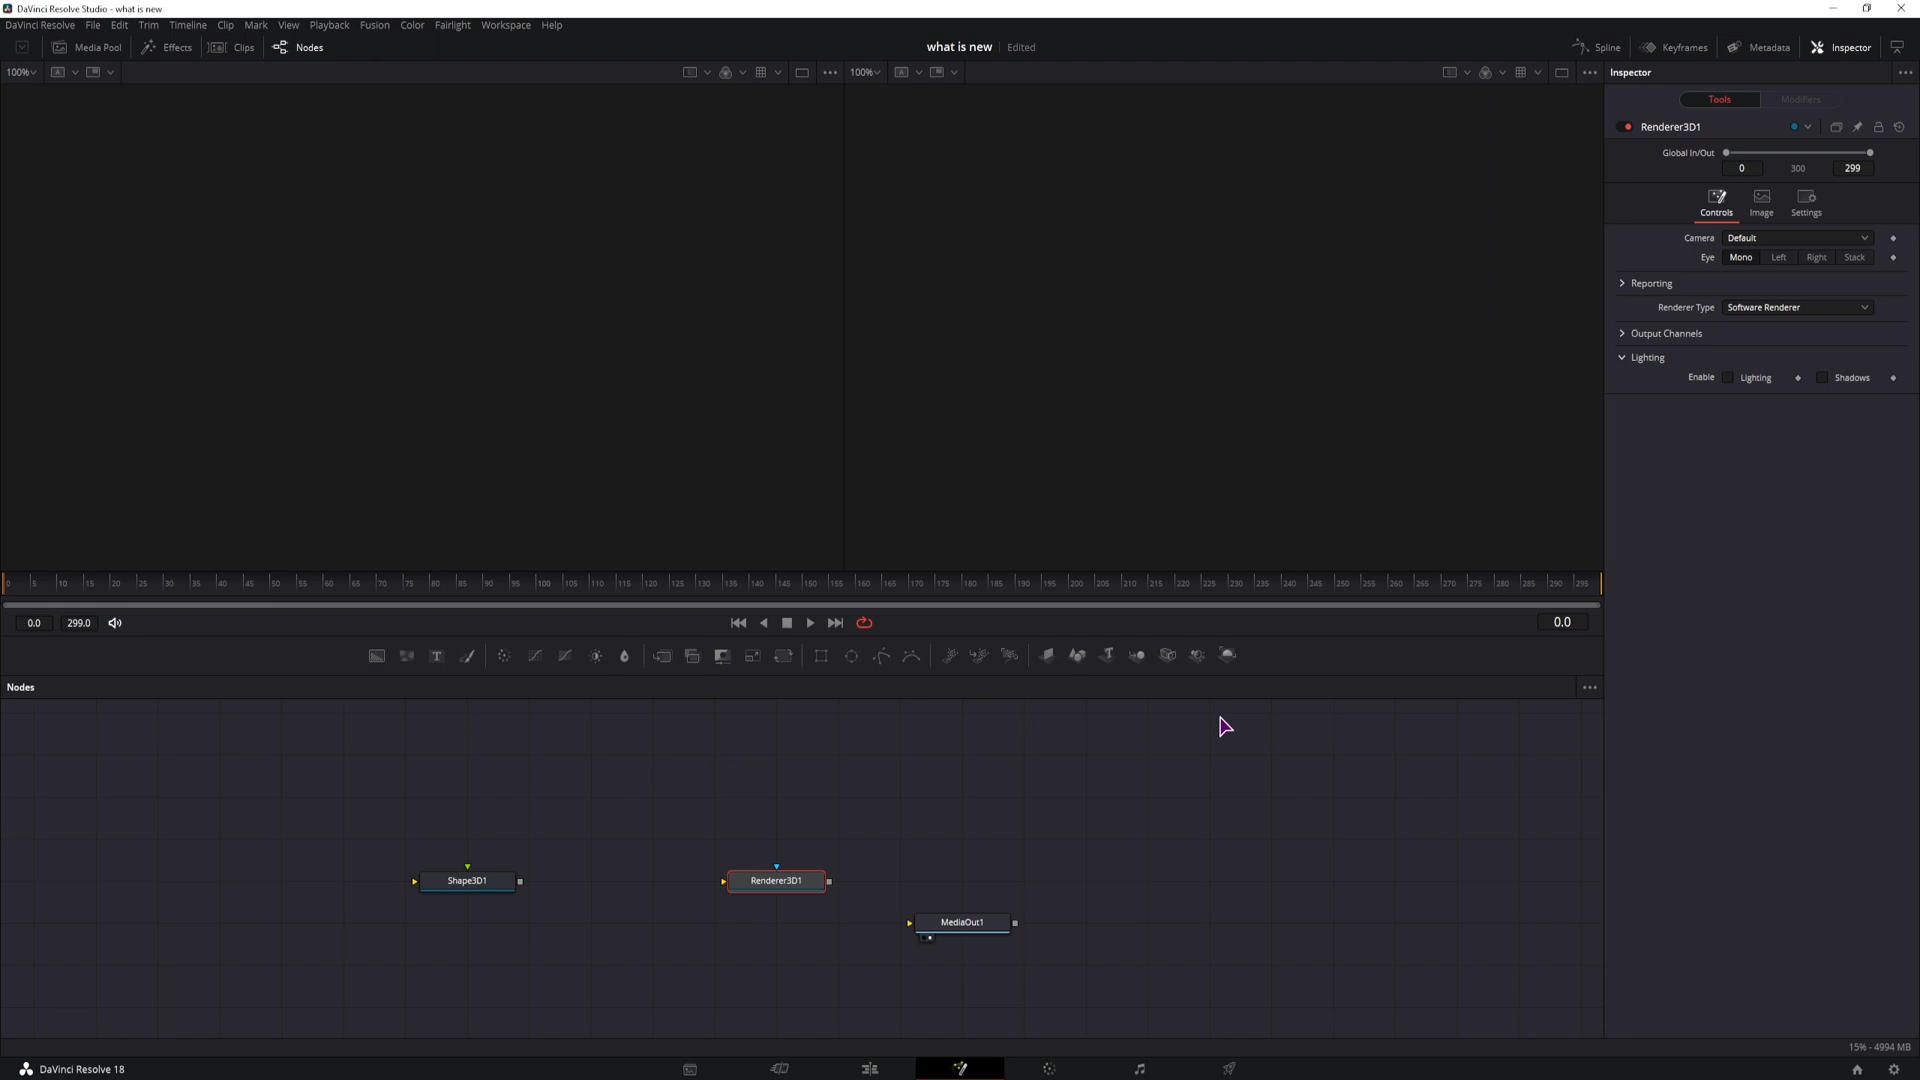 DaVinci Resolve Studio - what is new
DaVinci Resolve File Edit Trim Timeline Clip Mark View Playback Fusion Color Fairlight Workspace Help
Media Pool Effects Clips Nodes what is new Edited Spline Keyframes Metadata Inspector
100% A 100% A Inspector
Tools Modifiers
Renderer3D1
Global In/Out
0 300 299
Controls Image Settings
Camera Default
Eye Mono Left Right Stack
Reporting
Renderer Type Software Renderer
Output Channels
Lighting
Enable Lighting Shadows
0 5 10 15 20 25 30 35 40 45 50 55 60 65 70 75 80 85 90 95 100 105 110 115 120 125 130 135 140 145 150 155 160 165 170 175 180 185 190 195 200 205 210 215 220 225 230 235 240 245 250 255 260 265 270 275 280 285 290 295
0.0 299.0 0.0
T
Nodes
Shape3D1 Renderer3D1
MediaOut1
15% - 4994 MB
DaVinci Resolve 18